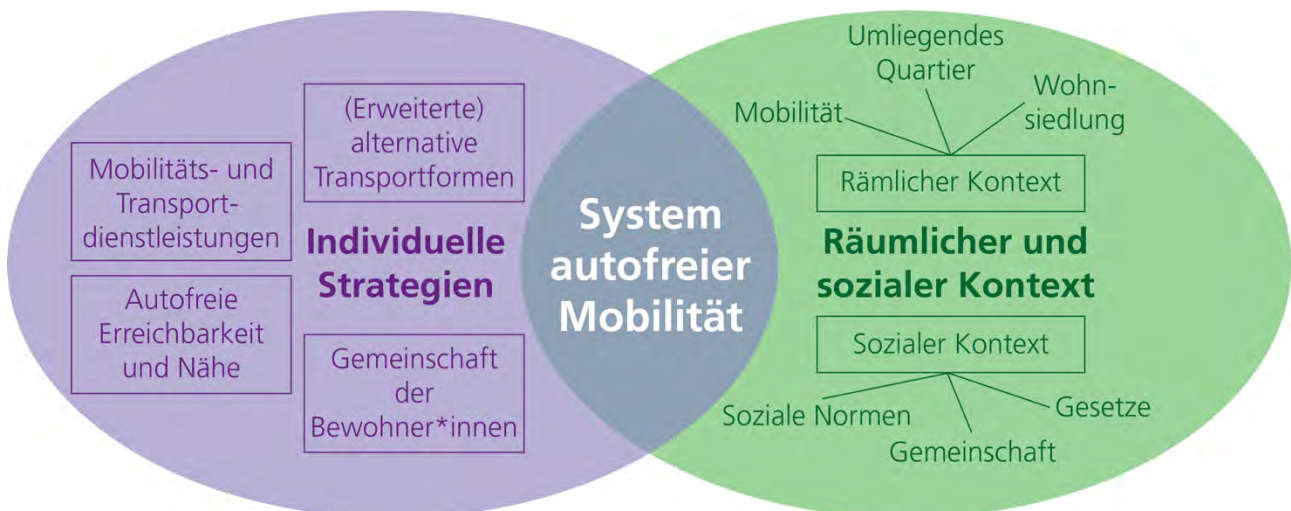 (Erweiterte)
alternative
Transportformen
Mobilitäts- und
Transport-
dienstleistungen
Individuelle
Strategien
Autofreie
Erreichbarkeit
und Nähe
Gemeinschaft
der
Bewohner*innen
System
autofreier
Mobilität
Umliegendes
Quartier
Wohn-
siedlung
Mobilität
Rämlicher Kontext
Räumlicher und
sozialer Kontext
Sozialer Kontext
Soziale Normen
Gemeinschaft
Gesetze